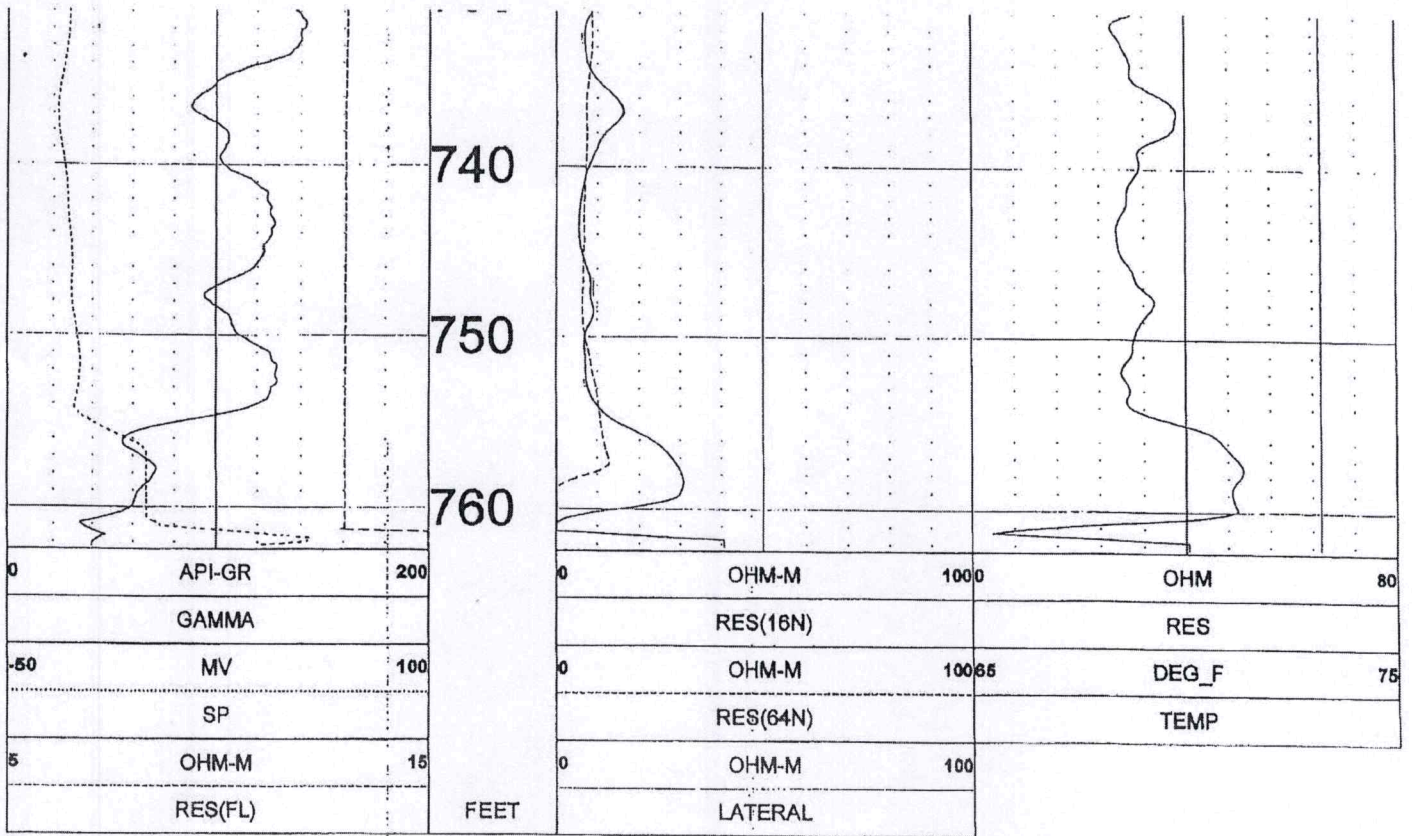 740
750
760
0 API-GR 200 0 OHM-M 100 0 OHM 80
GAMMA RES(16N) RES
-50 MV 100 0 OHM-M 100 65 DEG_F 75
SP RES(64N) TEMP
5 OHM-M 15 0 OHM-M 100
RES(FL) FEET LATERAL